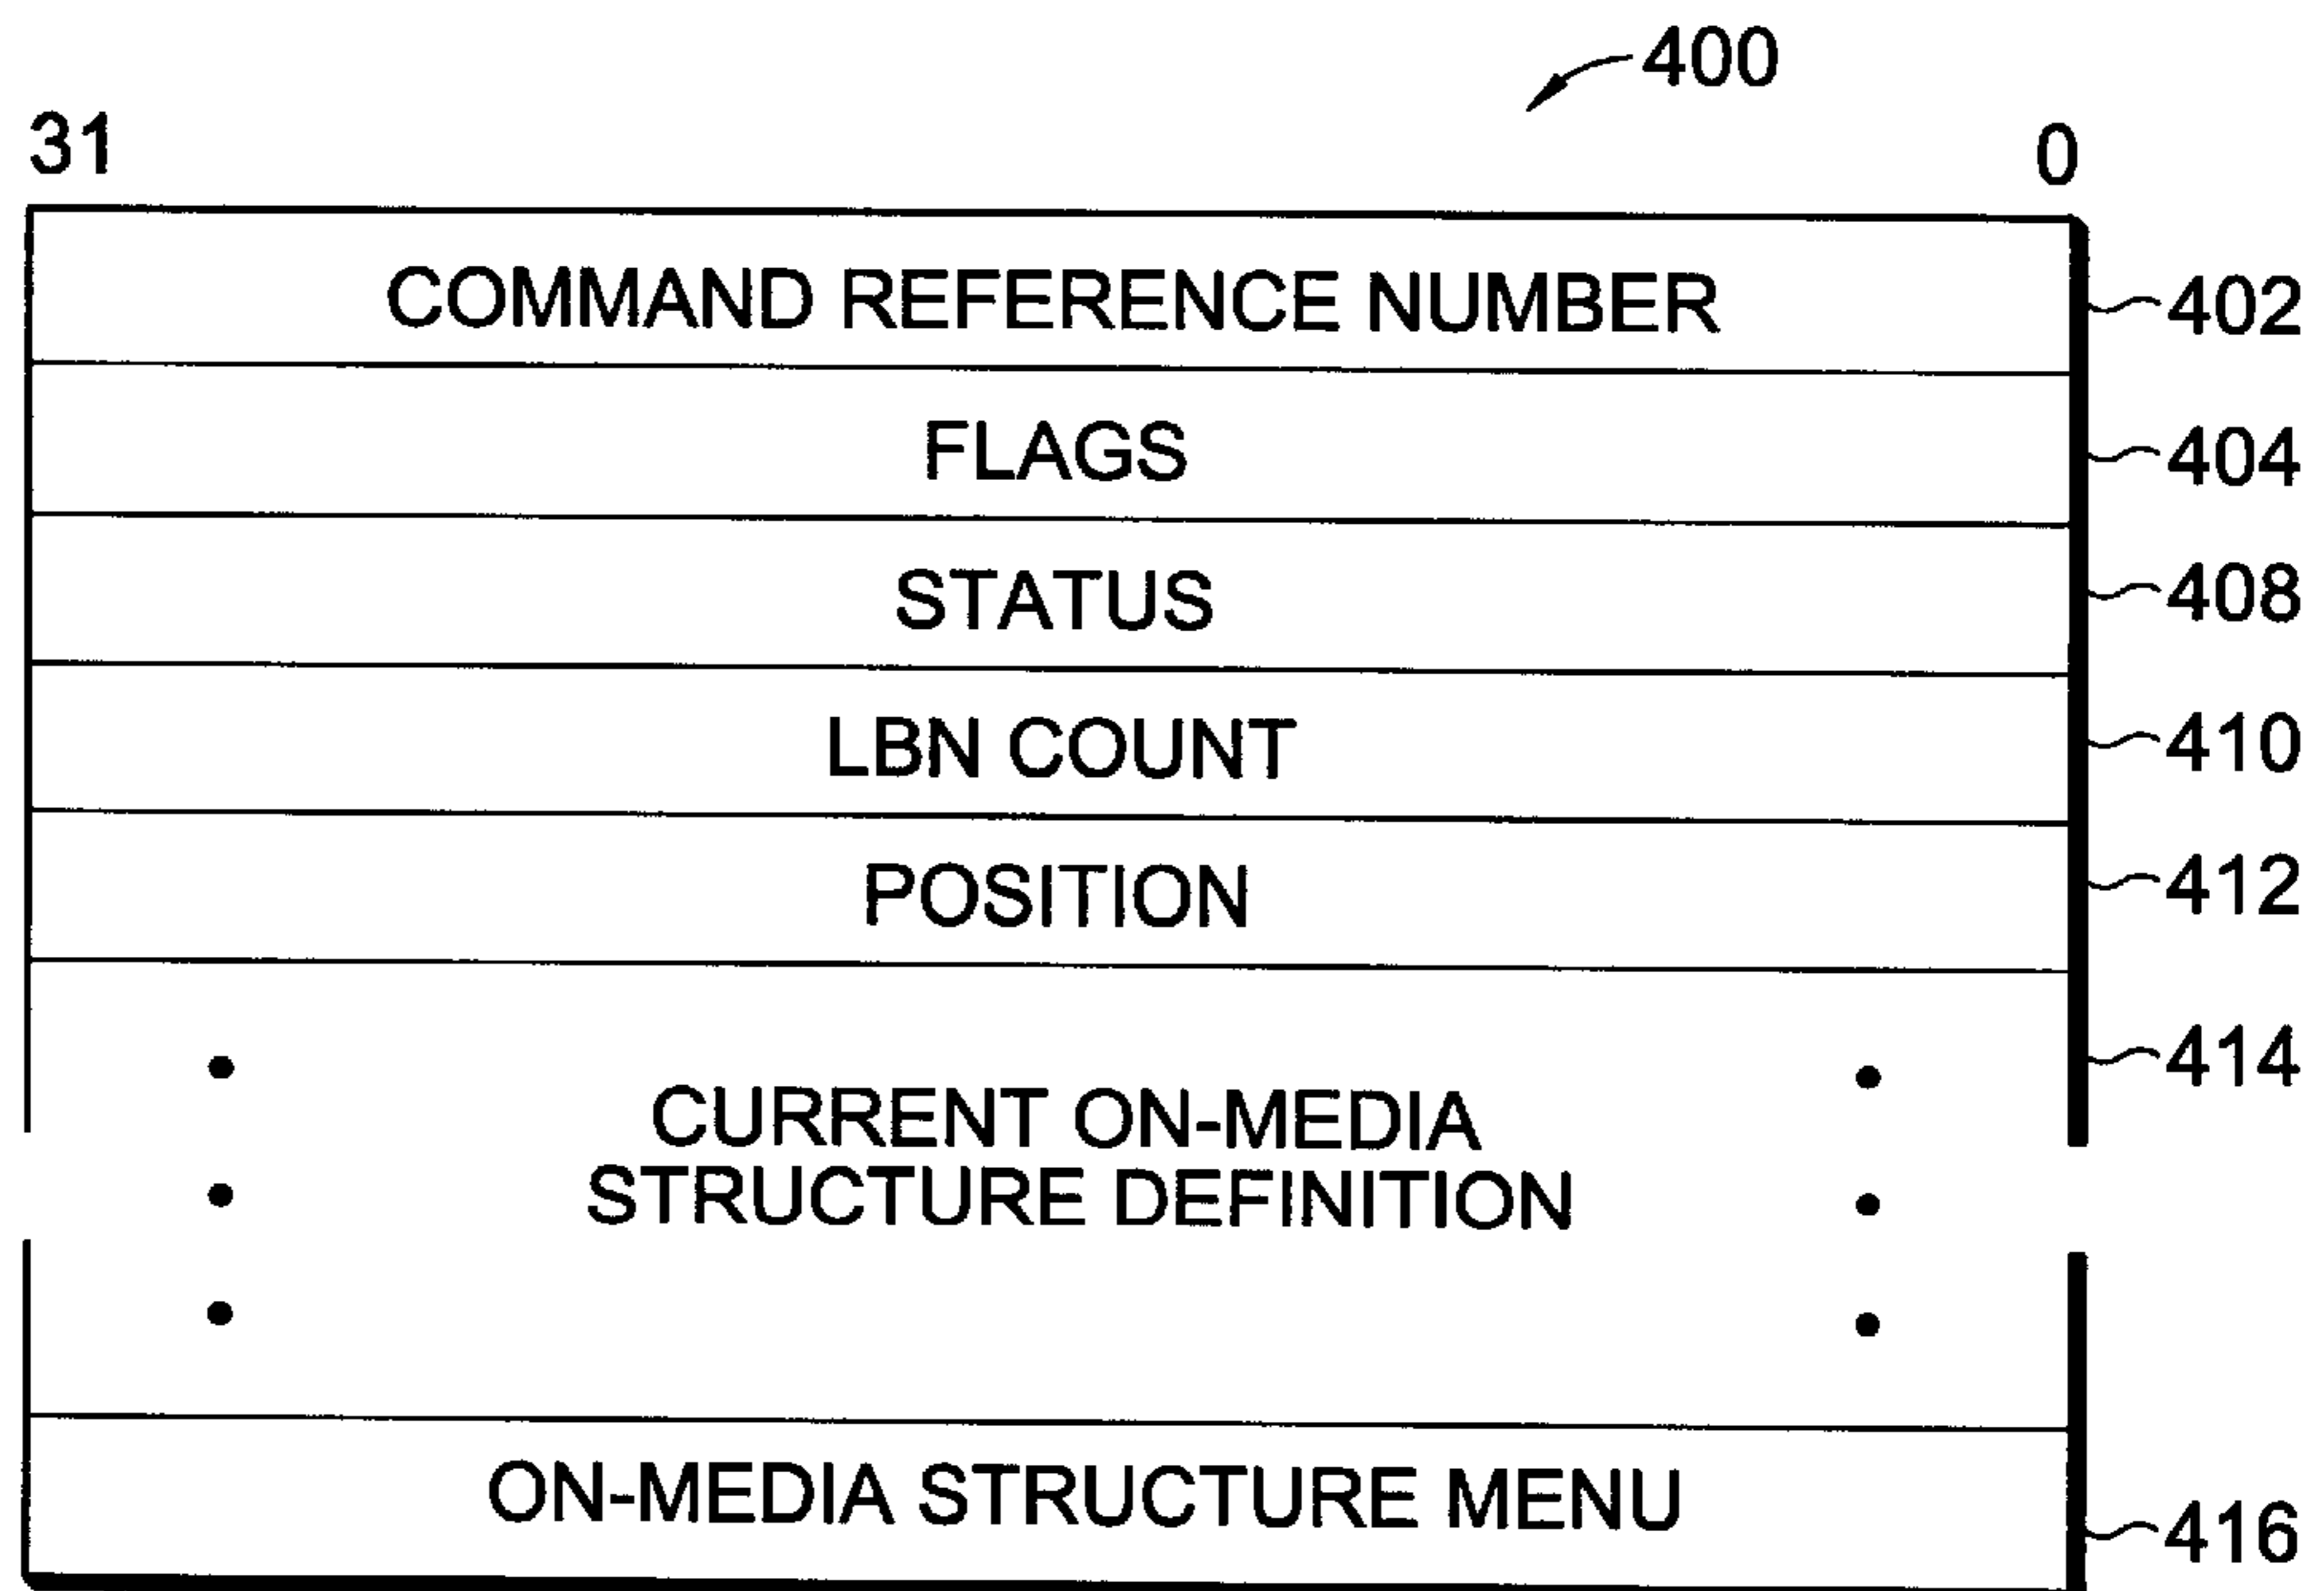 400
31 0
COMMAND REFERENCE NUMBER 402
FLAGS 404
STATUS 408
LBN COUNT 410
POSITION 412
414
CURRENT ON-MEDIA
STRUCTURE DEFINITION
ON-MEDIA STRUCTURE MENU
416